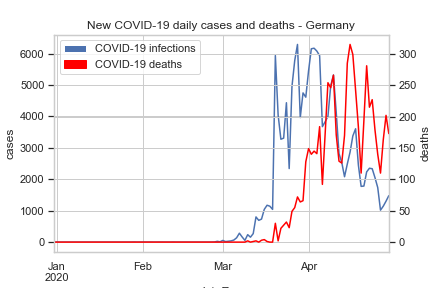 New COVID-19 daily cases and deaths - Germany
COVID-19 infections
COVID-19 deaths
6000
5000
4000
3000
2000
1000
0
cases
300
250
200
150
100
50
0
deaths
Jan
2020
Feb
Mar
Apr